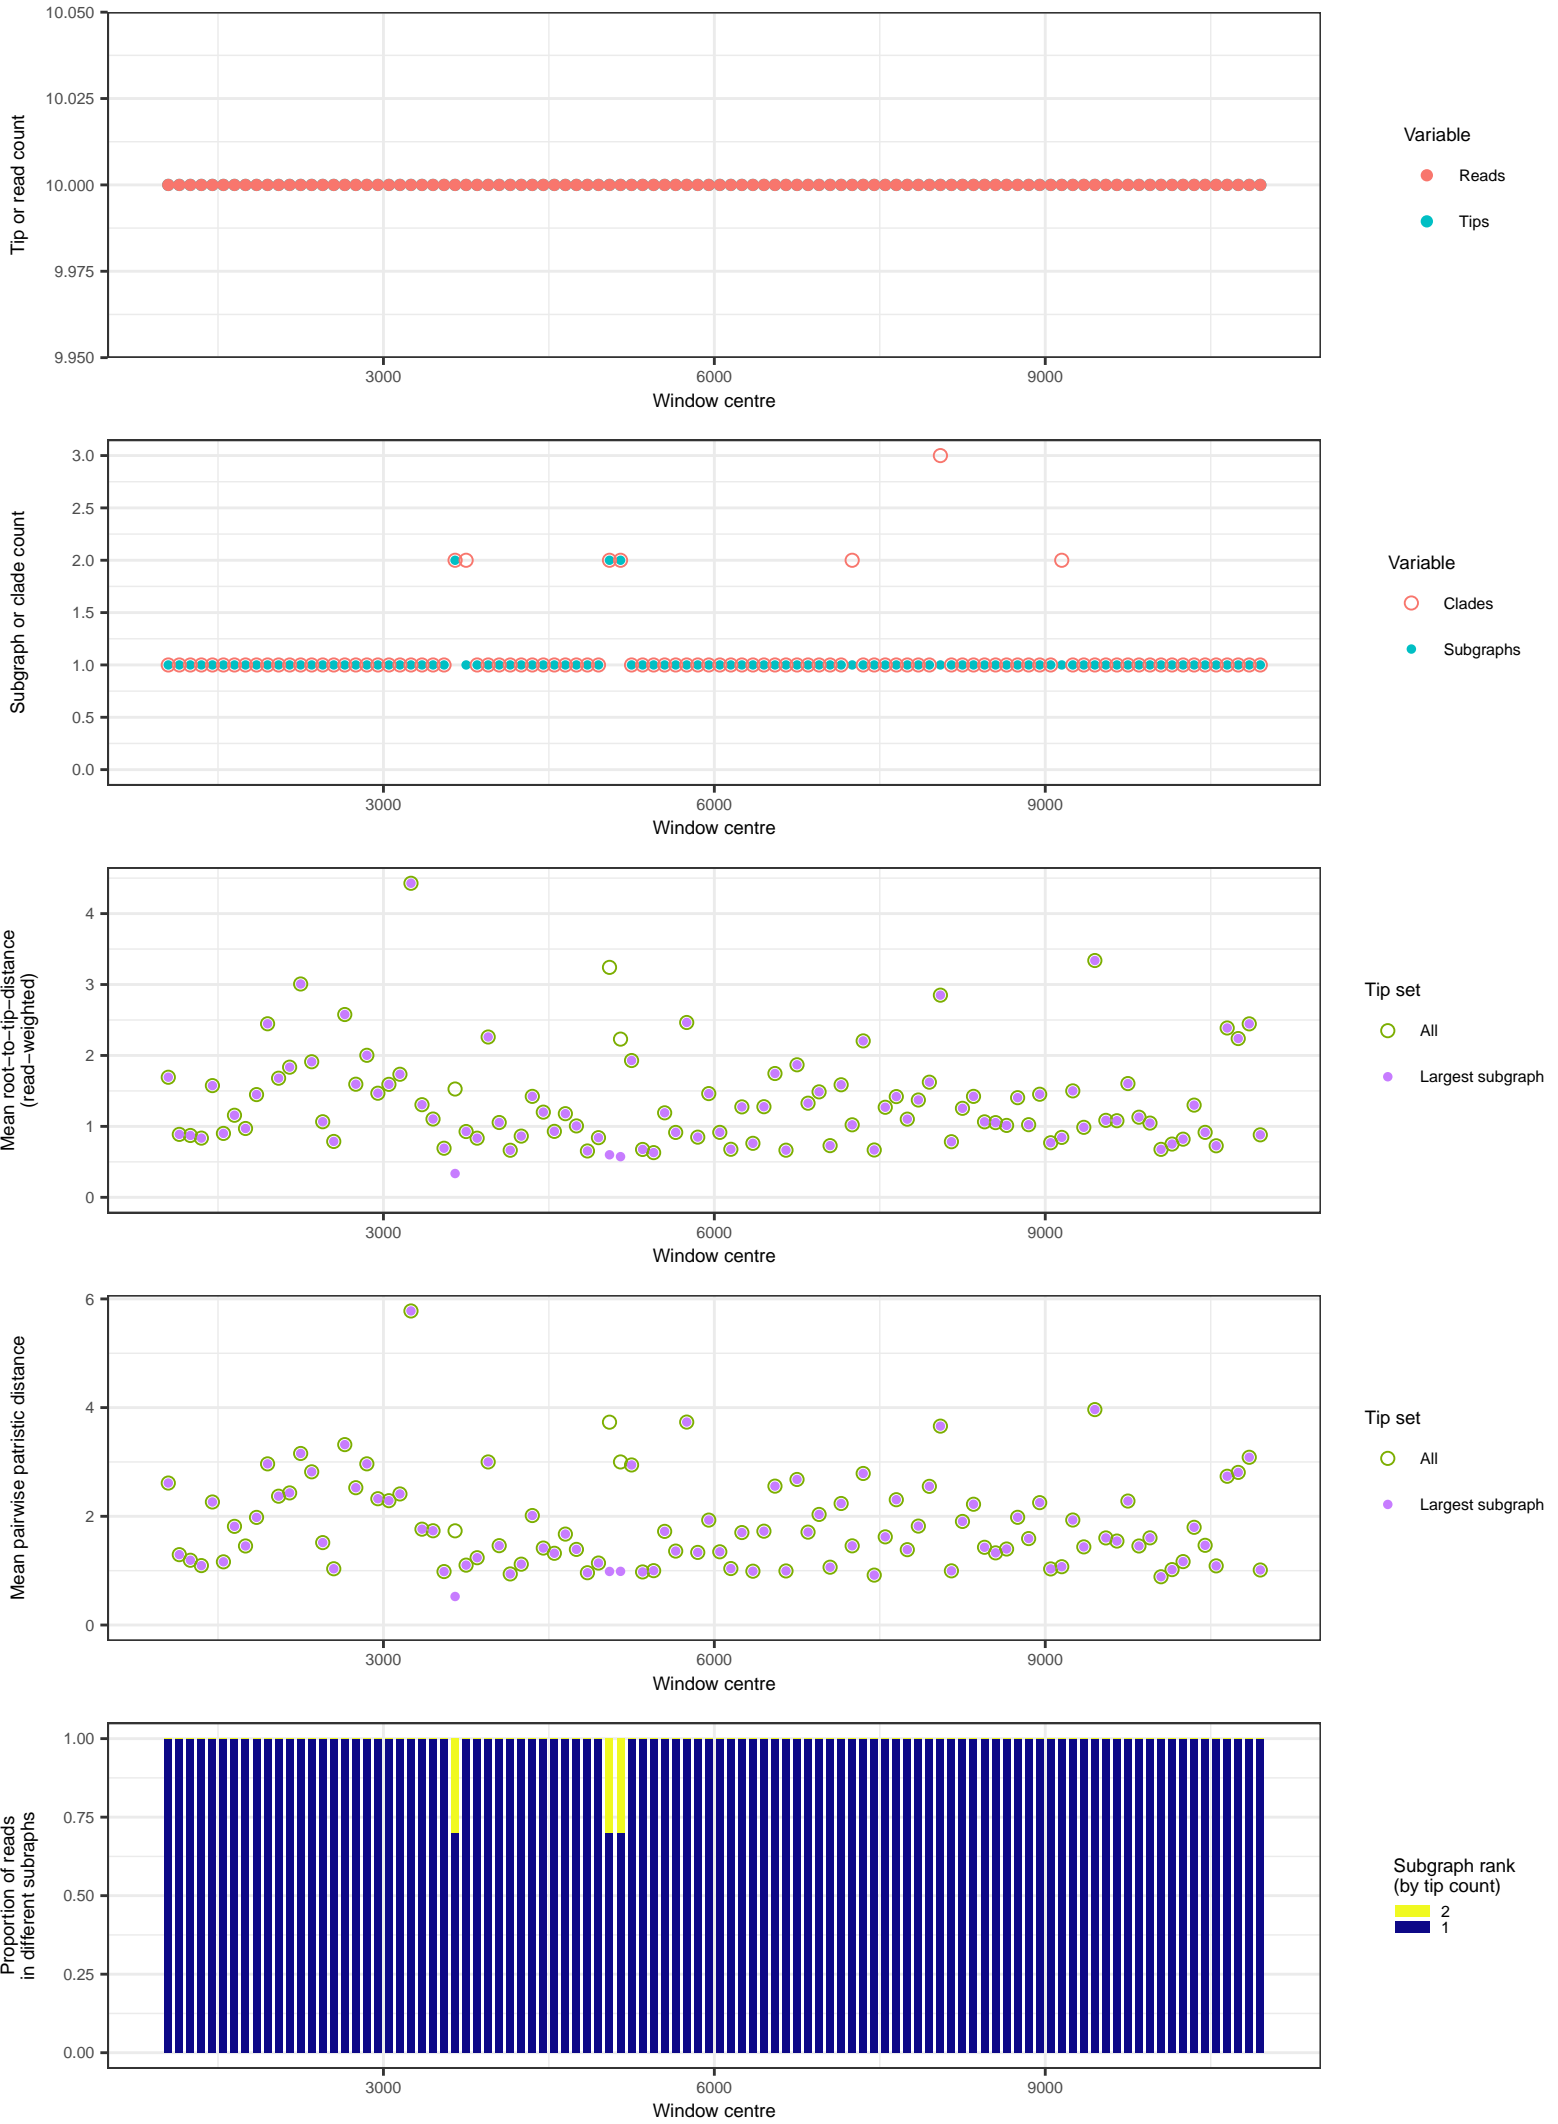 10.050
10.025
10.000
9.975
9.950
Tip or read count
3000 6000 9000
Window centre
Variable
Reads
Tips
3.0
2.5
2.0
1.5
1.0
0.5
0.0
Subgraph or clade count
3000 6000 9000
Window centre
Variable
Clades
Subgraphs
4
3
2
1
0
Mean root−to−tip−distance
(read−weighted)
3000 6000 9000
Window centre
Tip set
All
Largest subgraph
6
4
2
0
Mean pairwise patristic distance
3000 6000 9000
Window centre
Tip set
All
Largest subgraph
1.00
0.75
0.50
0.25
0.00
Proportion of reads
in different subraphs
3000 6000 9000
Window centre
Subgraph rank
(by tip count)
2
1